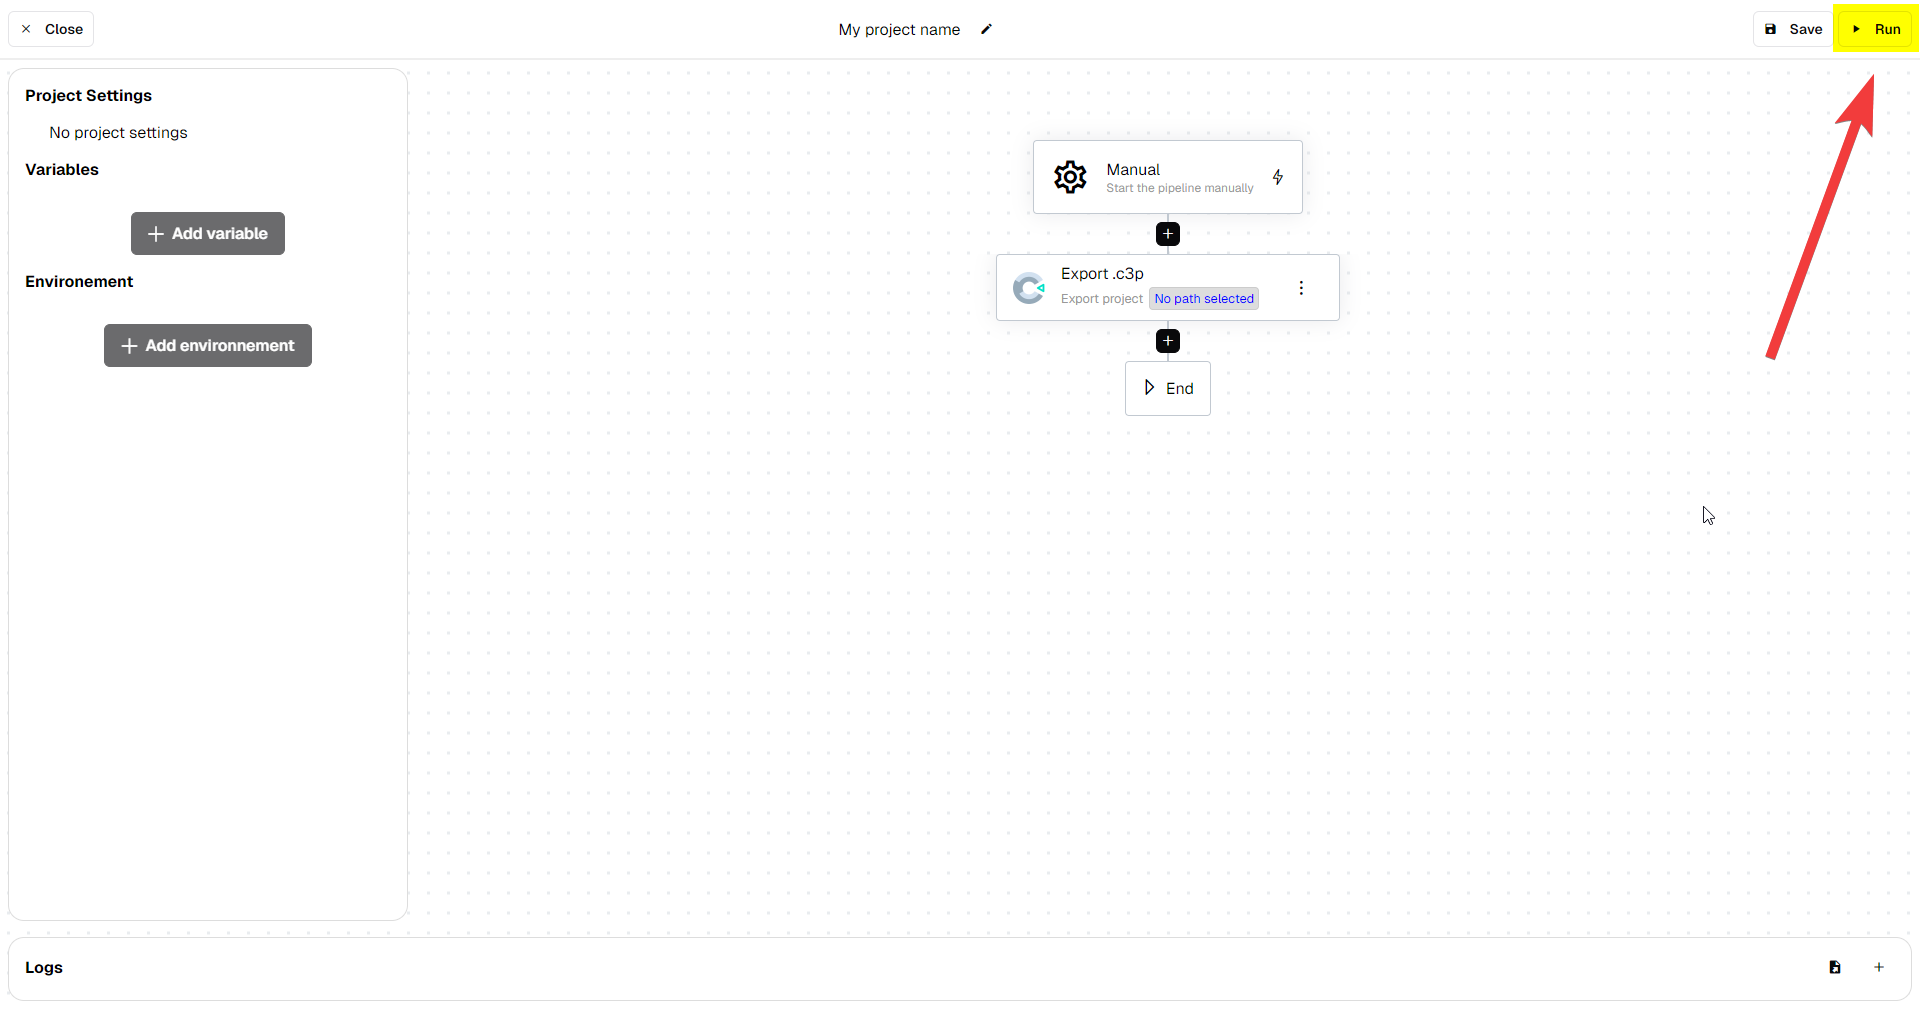 Close
My project name
Save
Run
Project Settings
No project settings
Variables
Add variable
Environement
Add environnement
Manual
Start the pipeline manually
Export .c3p
Export project No path selected
End
Logs